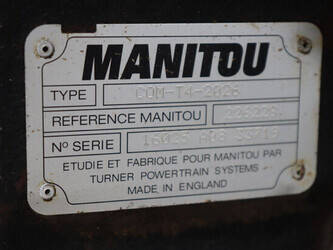 MANITOU
TYPE COM-T4-2026
REFERENCE MANITOU
Nº SERIE
ETUDIE ET FABRIQUE POUR MANITOU PAR
TURNER POWERTRAIN SYSTEMS
MADE IN ENGLAND